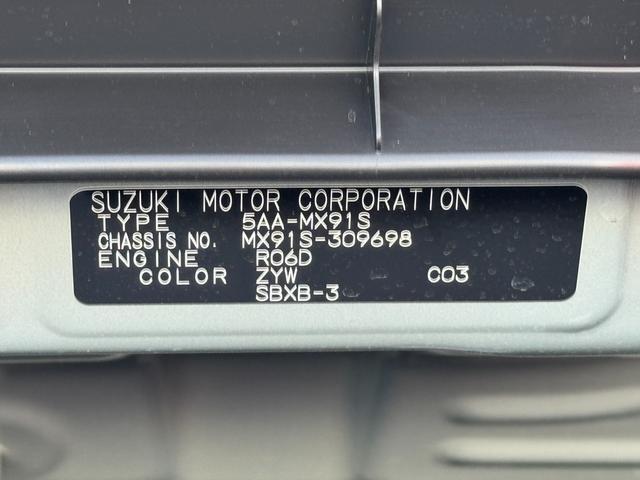 SUZUKI MOTOR CORPORATION
TYPE 5AA-MX91S
CHASSIS NO. MX91S-309698
ENGINE R06D
COLOR ZYW C03
SBXB-3